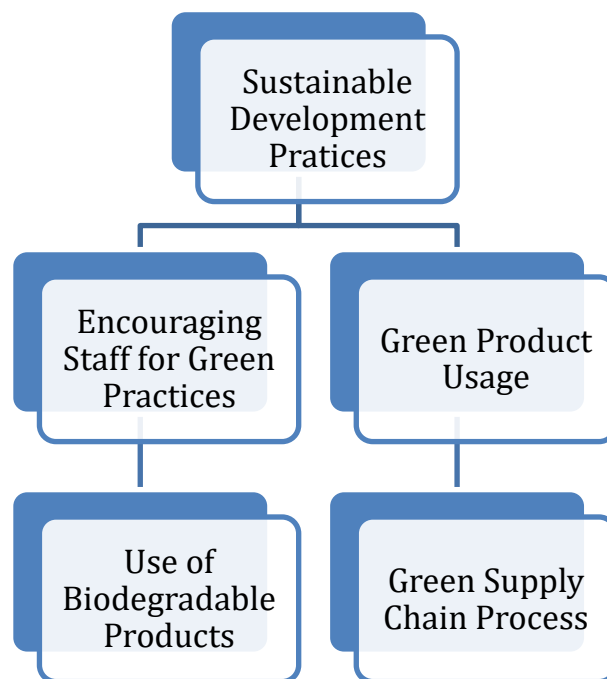 Sustainable
Development
Pratices
Encouraging
Staff for Green
Practices
Green Product
Usage
Use of
Biodegradable
Products
Green Supply
Chain Process